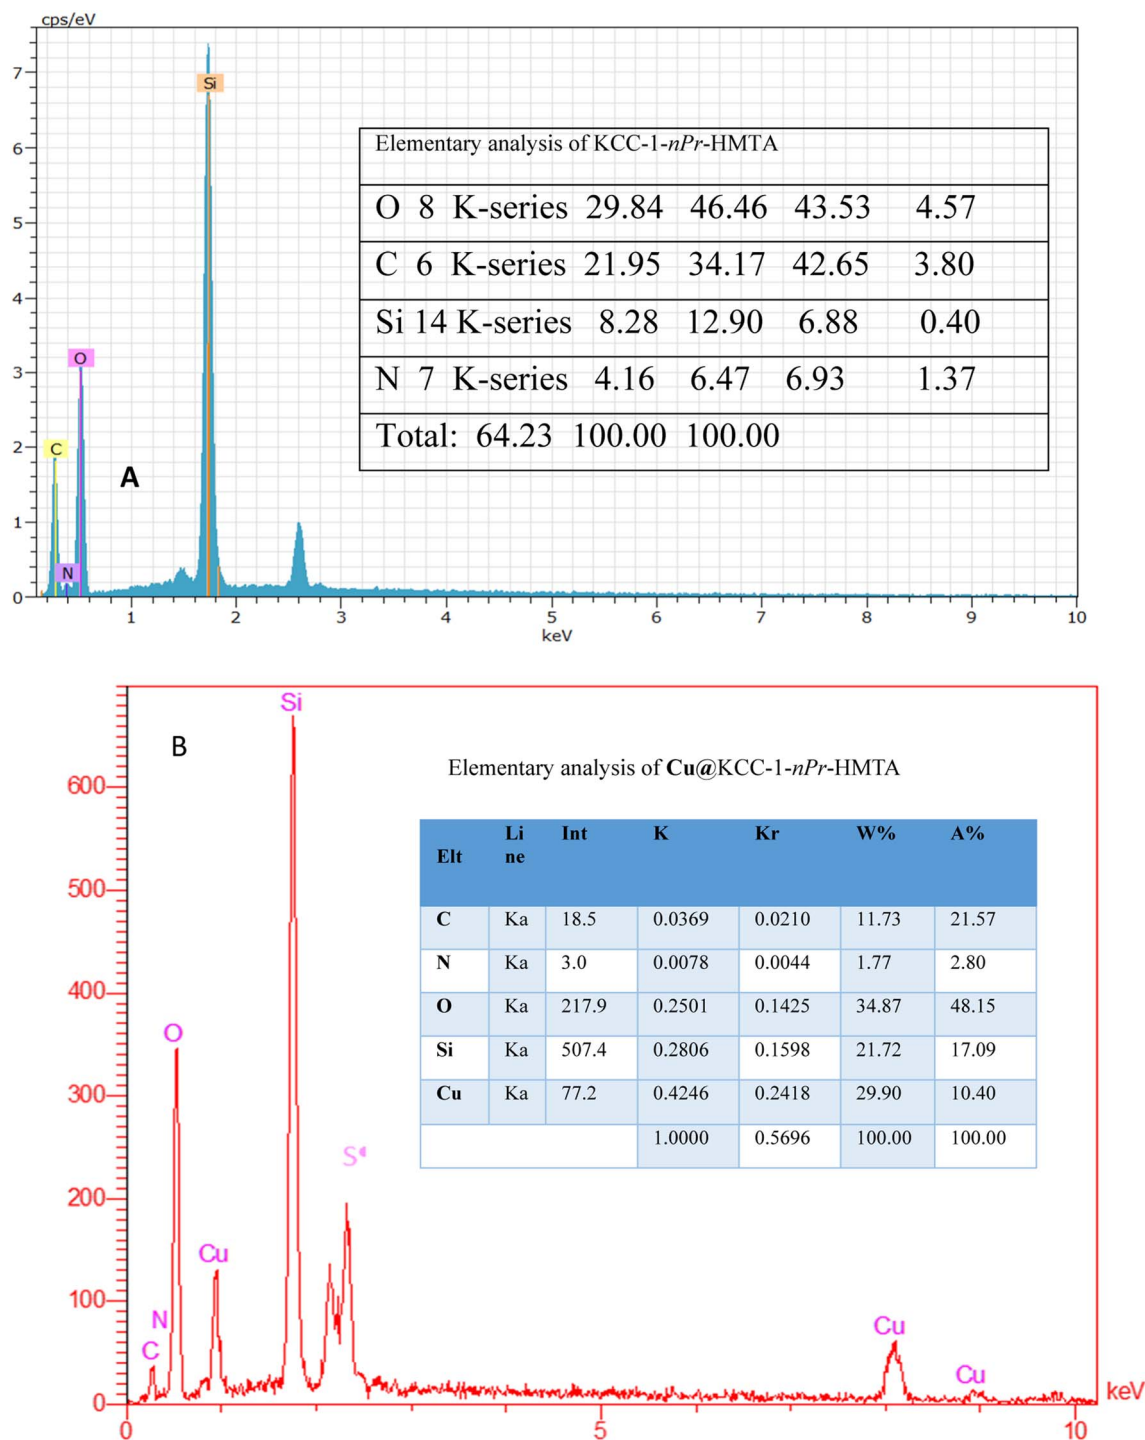 cps/eV
7
6
5
4
3
2
1
0
Si
O
C
N
A
Elementary analysis of KCC-1-nPr-HMTA
O 8 K-series 29.84 46.46 43.53 4.57
C 6 K-series 21.95 34.17 42.65 3.80
Si 14 K-series 8.28 12.90 6.88 0.40
N 7 K-series 4.16 6.47 6.93 1.37
Total: 64.23 100.00 100.00
1 2 3 4 5 6 7 8 9 10
keV
B
Elementary analysis of Cu@KCC-1-nPr-HMTA
Elt Li ne Int K Kr W% A%
C Ka 18.5 0.0369 0.0210 11.73 21.57
N Ka 3.0 0.0078 0.0044 1.77 2.80
O Ka 217.9 0.2501 0.1425 34.87 48.15
Si Ka 507.4 0.2806 0.1598 21.72 17.09
Cu Ka 77.2 0.4246 0.2418 29.90 10.40
1.0000 0.5696 100.00 100.00
600
500
400
300
200
100
0
Si
O
S
Cu
N
C
Cu
Cu
keV
0 5 10